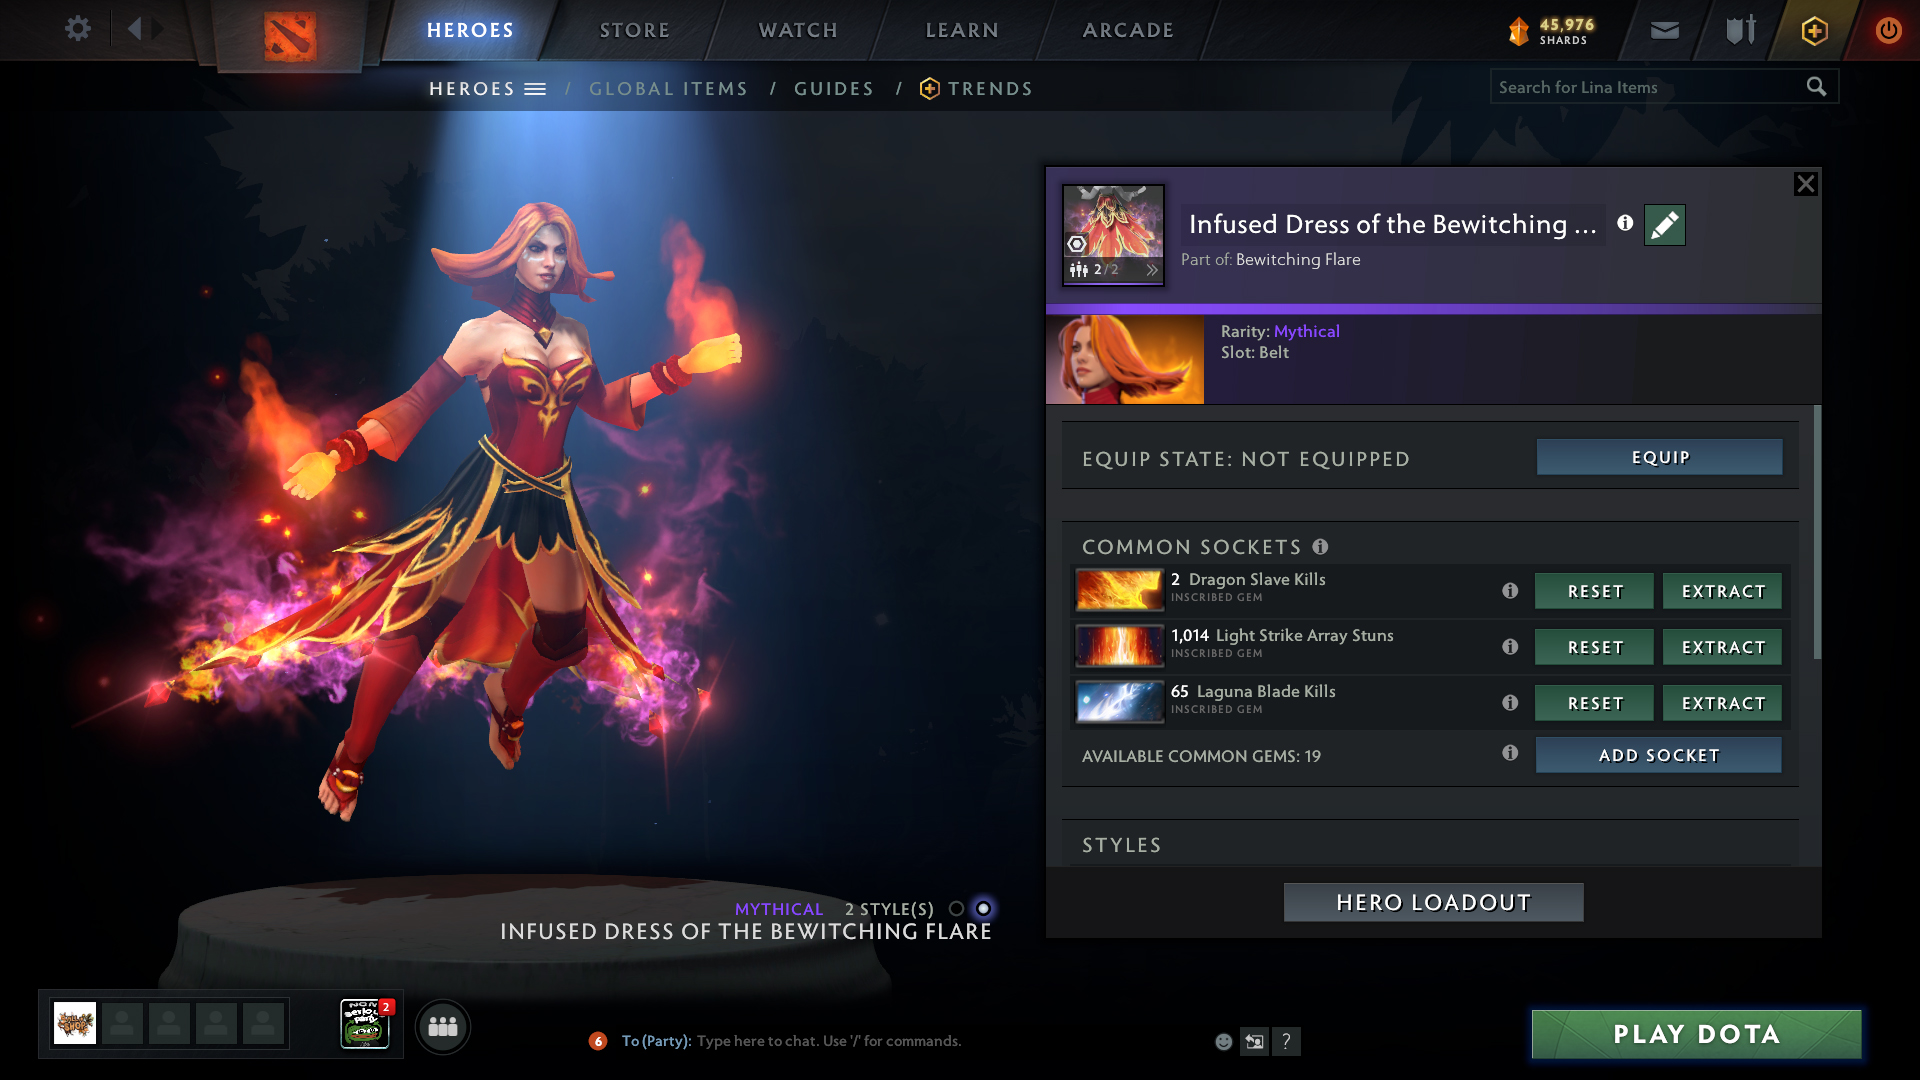 HEROES
STORE
WATCH
LEARN
ARCADE
45,976
SHARDS
HEROES / GLOBAL ITEMS / GUIDES / TRENDS
Search for Lina Items
Infused Dress of the Bewitching ...
Part of: Bewitching Flare
2/2
Rarity: Mythical
Slot: Belt
EQUIP STATE: NOT EQUIPPED
EQUIP
COMMON SOCKETS
2 Dragon Slave Kills
INSCRIBED GEM
RESET
EXTRACT
1,014 Light Strike Array Stuns
INSCRIBED GEM
RESET
EXTRACT
65 Laguna Blade Kills
INSCRIBED GEM
RESET
EXTRACT
AVAILABLE COMMON GEMS: 19
ADD SOCKET
STYLES
HERO LOADOUT
MYTHICAL 2 STYLE(S)
INFUSED DRESS OF THE BEWITCHING FLARE
2
6
To (Party): Type here to chat. Use '/' for commands.
?
PLAY DOTA